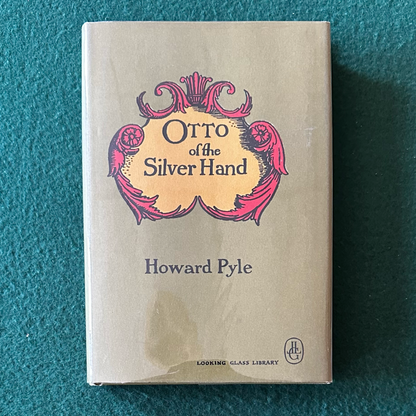 OTTO
of the
Silver Hand
Howard Pyle
LOOKING GLASS LIBRARY